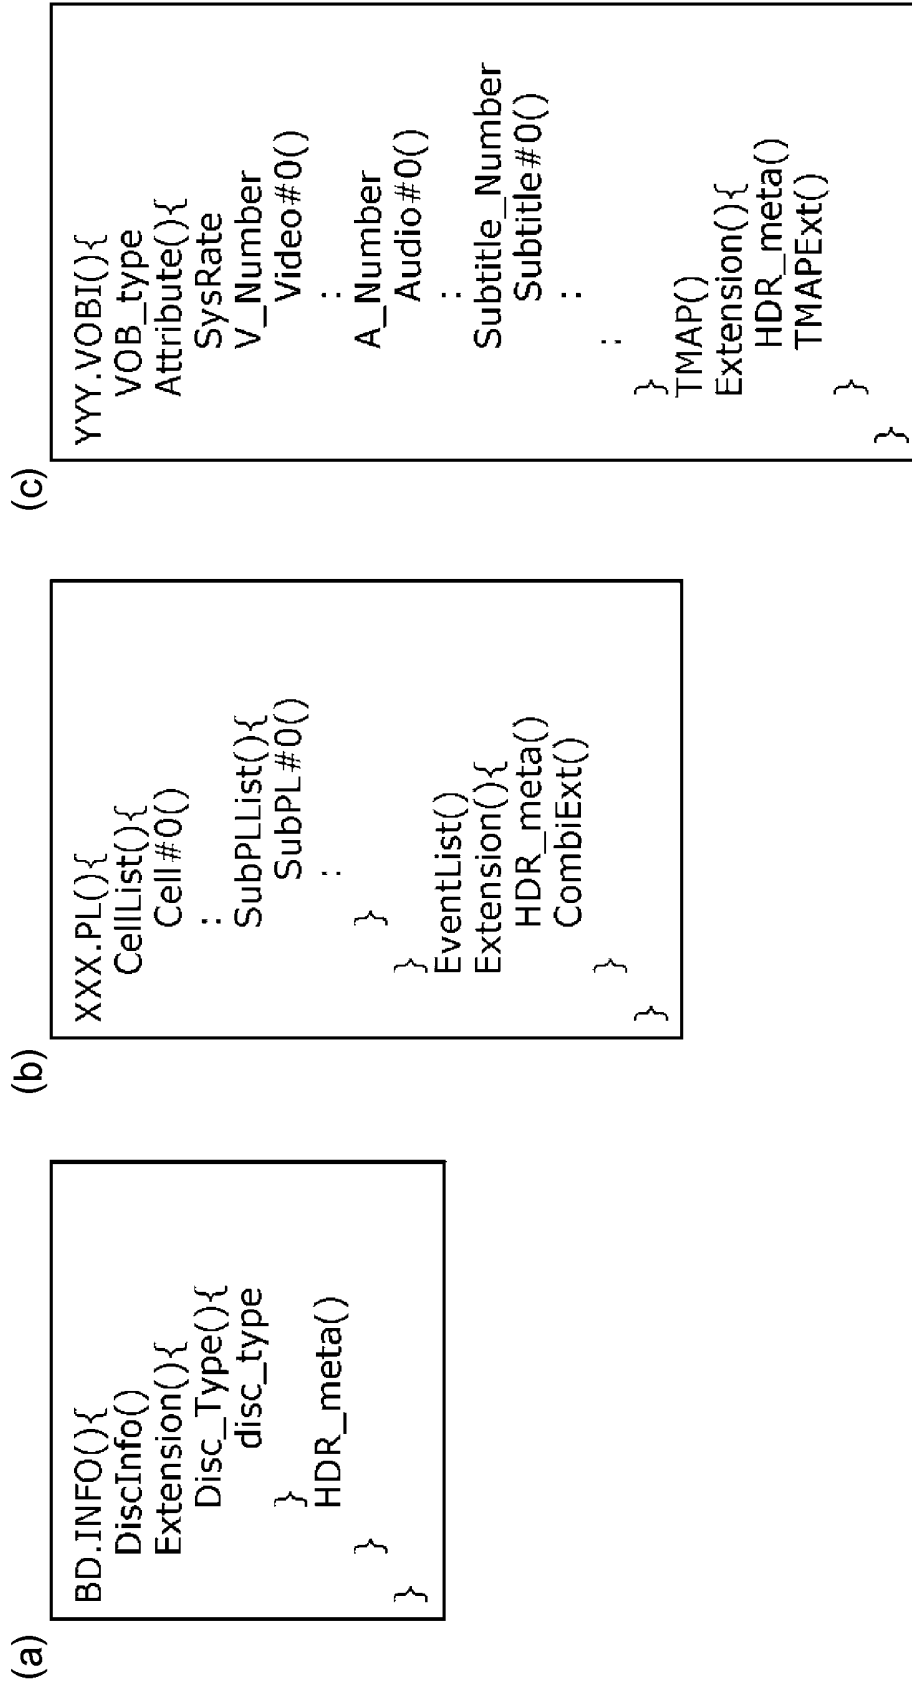 (a)
BD.INFO(){
DiscInfo()
Extension(){
Disc_Type(){
disc_type
}
HDR_meta()
}
}
(b)
XXX.PL(){
CellList(){
Cell#0()
:
SubPLList(){
SubPL#0()
:
}
}
EventList()
Extension(){
HDR_meta()
CombiExt()
}
}
(c)
YYY.VOBI(){
VOB_type
Attribute(){
SysRate
V_Number
Video#0()
:
A_Number
Audio#0()
:
Subtitle_Number
Subtitle#0()
:
:
}
TMAP()
Extension(){
HDR_meta()
TMAPExt()
}
}